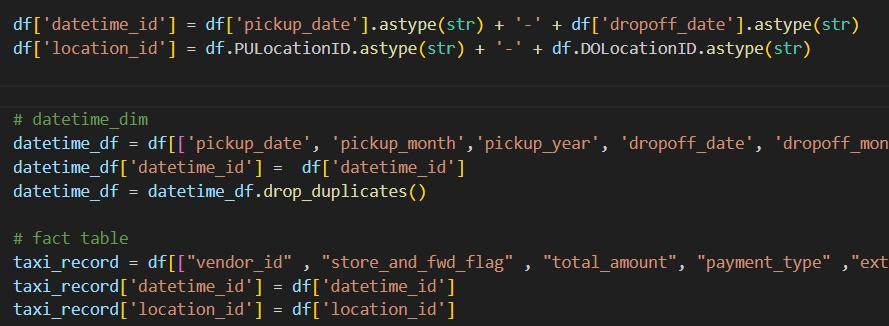 df['datetime_id'] = df['pickup_date'].astype(str) + '-' + df['dropoff_date'].astype(str)
df['location_id'] = df.PULocationID.astype(str) + '-' + df.DOLocationID.astype(str)
# datetime_dim
datetime_df = df[['pickup_date', 'pickup_month','pickup_year', 'dropoff_date', 'dropoff_mon
datetime_df['datetime_id'] =  df['datetime_id']
datetime_df = datetime_df.drop_duplicates()
# fact table
taxi_record = df[["vendor_id" , "store_and_fwd_flag" , "total_amount", "payment_type" ,"ext
taxi_record['datetime_id'] = df['datetime_id']
taxi_record['location_id'] = df['location_id']